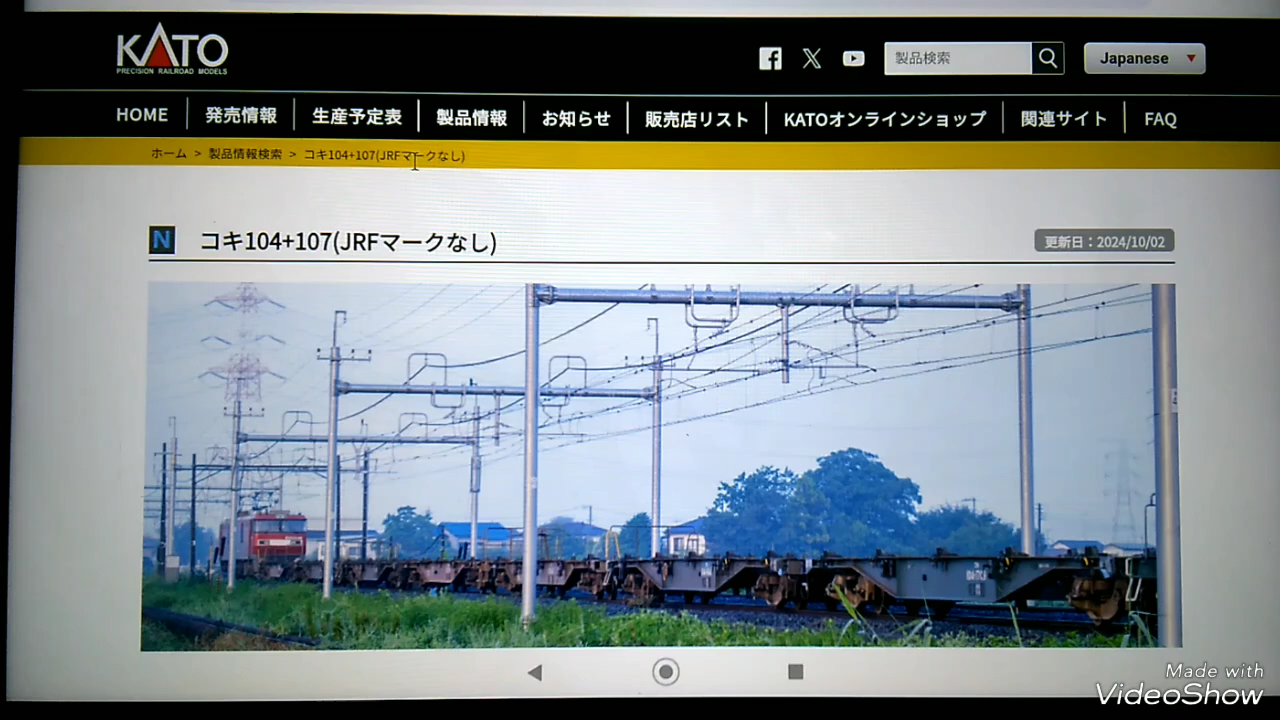 KATO
PRECISION RAILROAD MODELS
製品検索
Japanese
HOME
発売情報
生産予定表
製品情報
お知らせ
販売店リスト
KATOオンラインショップ
関連サイト
FAQ
ホーム > 製品情報検索 > コキ104+107(JRFマークなし)
N
コキ104+107(JRFマークなし)
更新日：2024/10/02
Made with
VideoShow